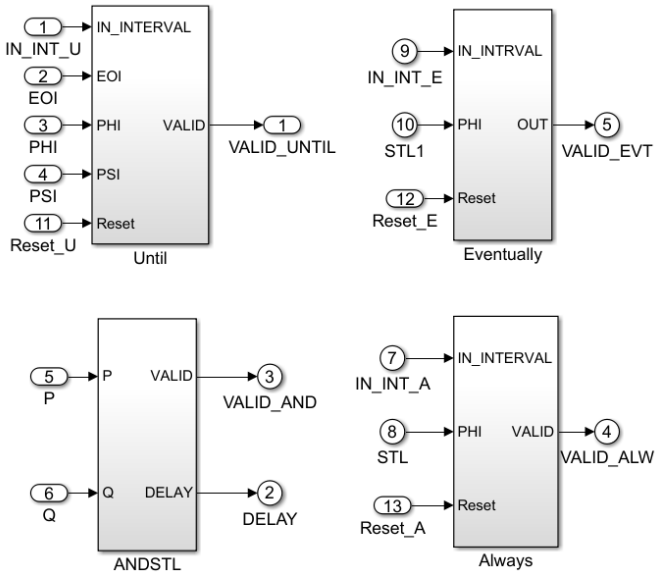 1
IN_INT_U
2
EOI
3
PHI
4
PSI
11
Reset_U
IN_INTERVAL
EOI
PHI
PSI
Reset
VALID
Until
1
VALID_UNTIL
9
IN_INT_E
10
STL1
12
Reset_E
IN_INTRVAL
PHI
Reset
OUT
Eventually
5
VALID_EVT
5
P
6
Q
P
Q
VALID
DELAY
ANDSTL
3
VALID_AND
2
DELAY
7
IN_INT_A
8
STL
13
Reset_A
IN_INTERVAL
PHI
Reset
VALID
Always
4
VALID_ALW